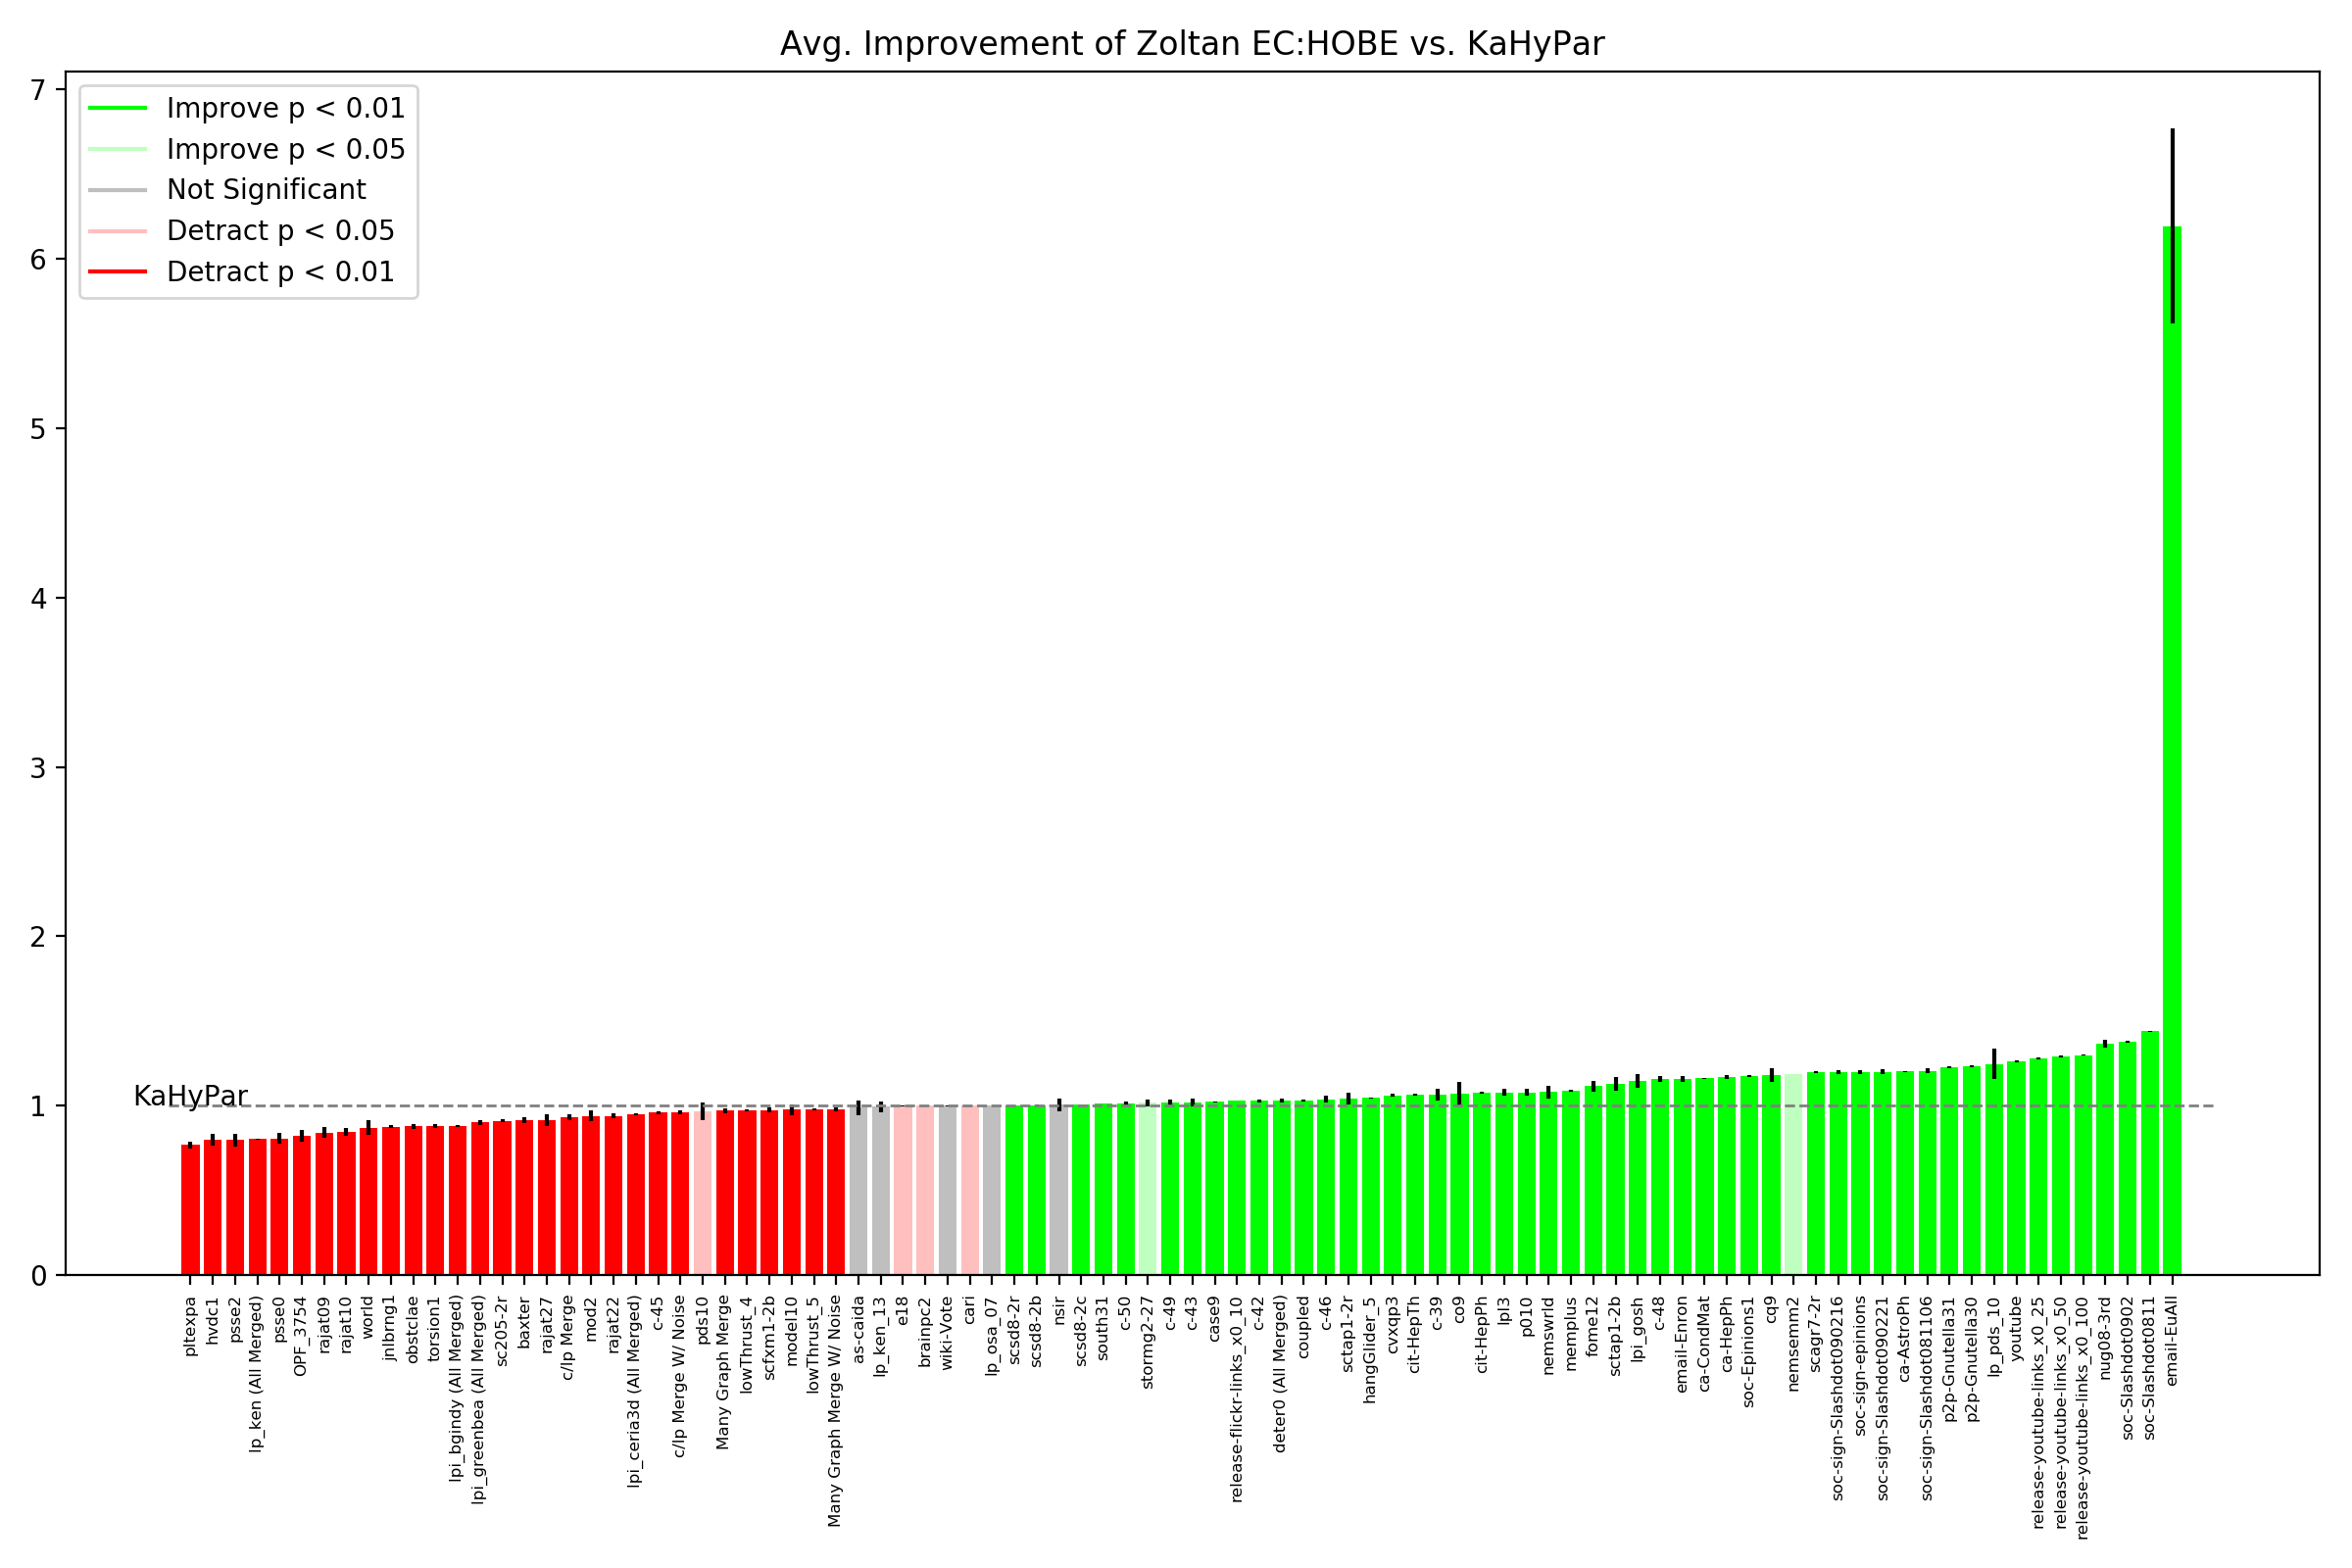 Avg. Improvement of Zoltan EC:HOBE vs. KaHyPar
7
6
5
4
3
2
1
0
Improve p < 0.01
Improve p < 0.05
Not Significant
Detract p < 0.05
Detract p < 0.01
KaHyPar
pltexpa
hvdc1
psse2
lp_ken (All Merged)
psse0
OPF_3754
rajat09
rajat10
world
jnlbrng1
obstclae
torsion1
lpi_bgindy (All Merged)
lpi_greenbea (All Merged)
sc205-2r
baxter
rajat27
c/lp Merge
mod2
rajat22
lpi_ceria3d (All Merged)
c-45
c/lp Merge W/ Noise
pds10
Many Graph Merge
lowThrust_4
scfxm1-2b
model10
lowThrust_5
Many Graph Merge W/ Noise
as-caida
lp_ken_13
e18
brainpc2
wiki-Vote
cari
lp_osa_07
scsd8-2r
scsd8-2b
nsir
scsd8-2c
south31
c-50
stormg2-27
c-49
c-43
case9
release-flickr-links_x0_10
c-42
deter0 (All Merged)
coupled
c-46
sctap1-2r
hangGlider_5
cvxqp3
cit-HepTh
c-39
co9
cit-HepPh
lpl3
p010
nemswrld
memplus
fome12
sctap1-2b
lpi_gosh
c-48
email-Enron
ca-CondMat
ca-HepPh
soc-Epinions1
cq9
nemsemm2
scagr7-2r
soc-sign-Slashdot090216
soc-sign-epinions
soc-sign-Slashdot090221
ca-AstroPh
soc-sign-Slashdot081106
p2p-Gnutella31
p2p-Gnutella30
lp_pds_10
youtube
release-youtube-links_x0_25
release-youtube-links_x0_50
release-youtube-links_x0_100
nug08-3rd
soc-Slashdot0902
soc-Slashdot0811
email-EuAll